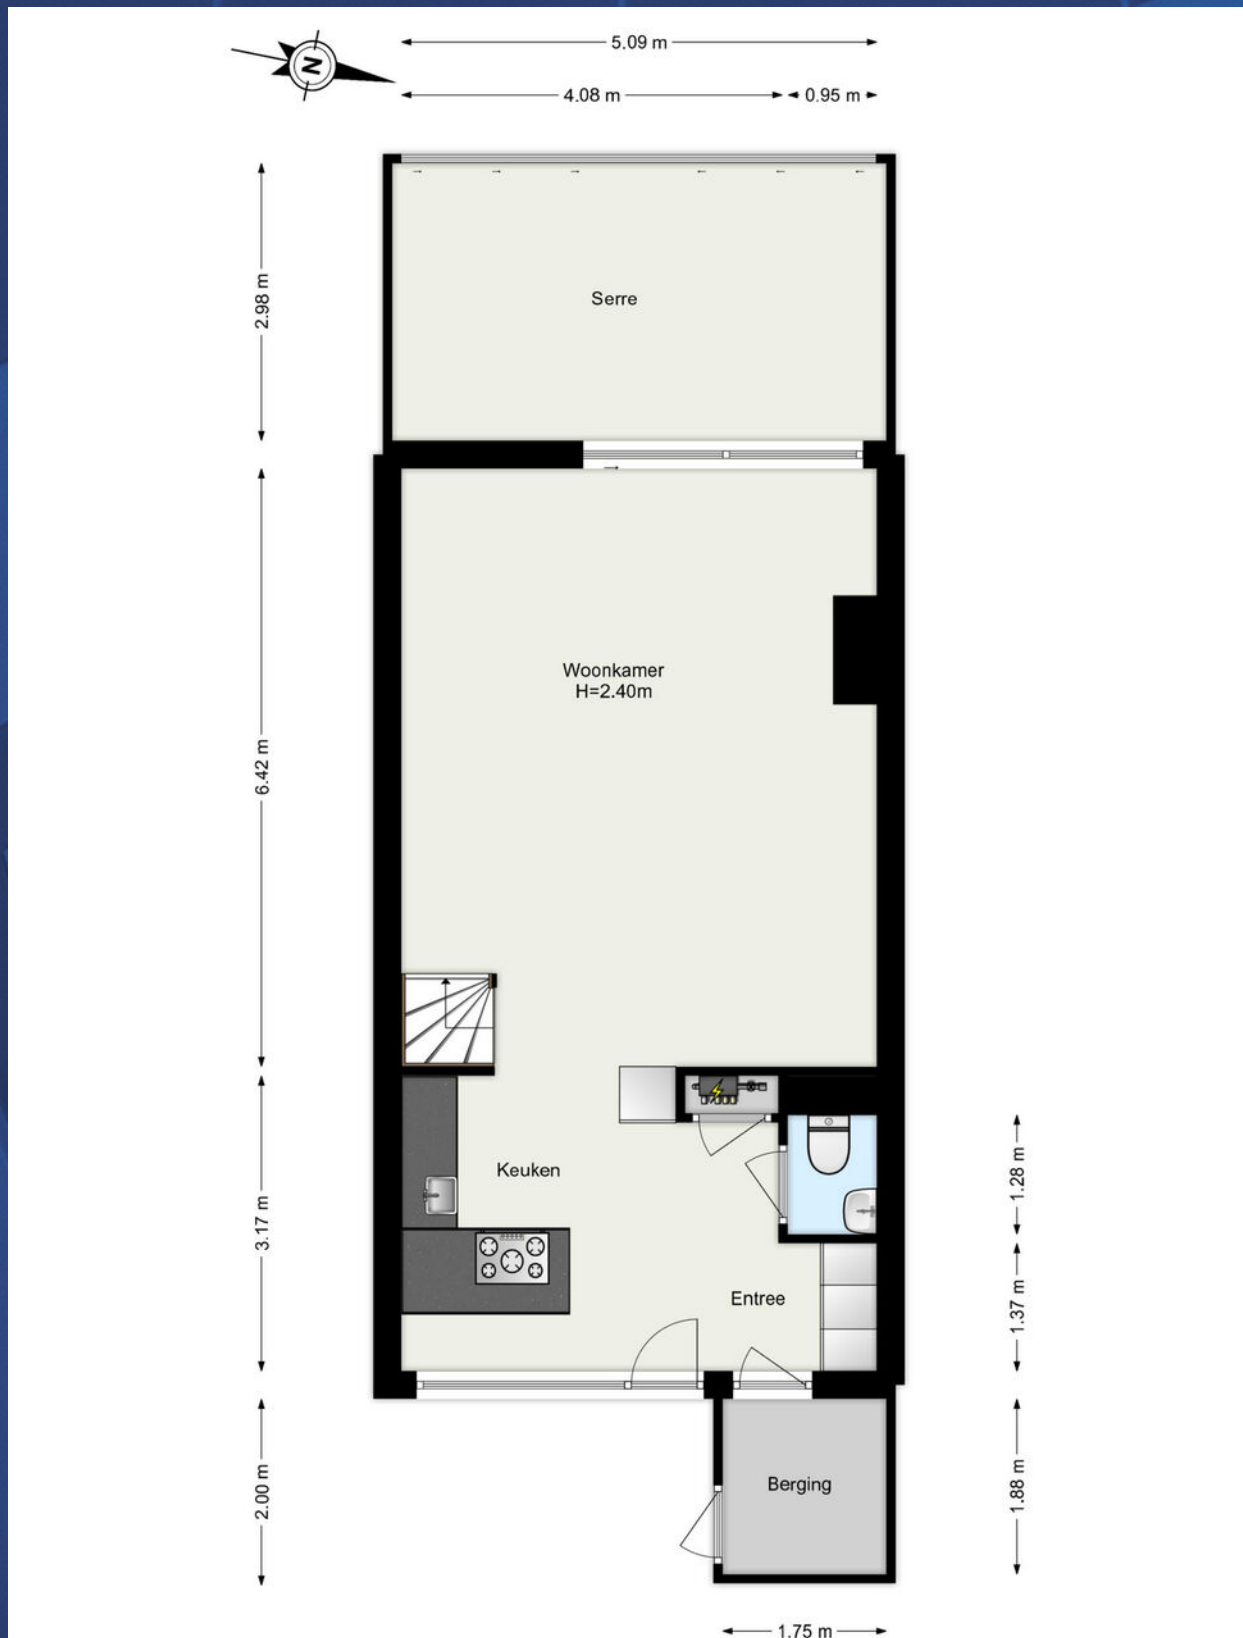 5.09 m
N
4.08 m
0.95 m
2.98 m
Serre
Woonkamer
H=2.40m
6.42 m
Keuken
1.28 m
3.17 m
Entree
1.37 m
Berging
2.00 m
1.88 m
1.75 m